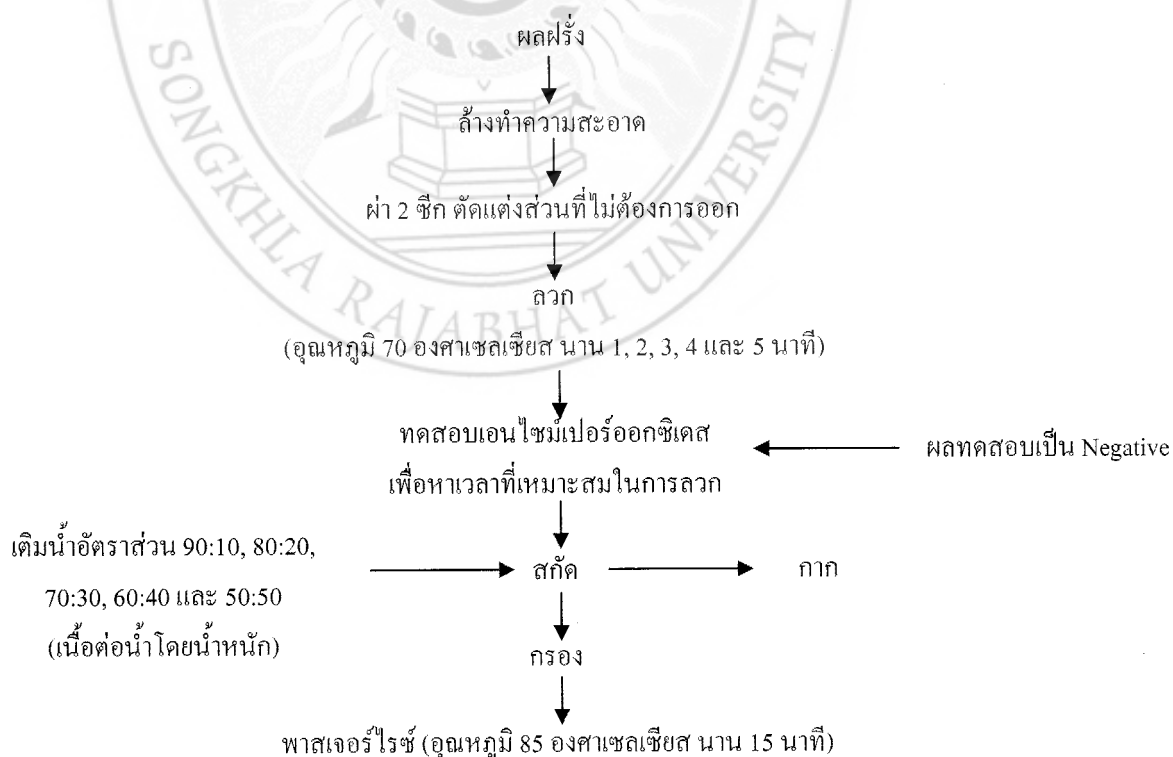 SONGKHLA RAJABHAT UNIVERSITY
ผลฝรั่ง
ล้างทำความสะอาด
ผ่า 2 ซีก ตัดแต่งส่วนที่ไม่ต้องการออก
ลวก
(อุณหภูมิ 70 องศาเซลเซียส นาน 1, 2, 3, 4 และ 5 นาที)
ทดสอบเอนไซม์เปอร์ออกซิเดส
เพื่อหาเวลาที่เหมาะสมในการลวก
ผลทดสอบเป็น Negative
เติมน้ำอัตราส่วน 90:10, 80:20,
70:30, 60:40 และ 50:50
(เนื้อต่อน้ำโดยน้ำหนัก)
สกัด
กาก
กรอง
พาสเจอร์ไรซ์ (อุณหภูมิ 85 องศาเซลเซียส นาน 15 นาที)